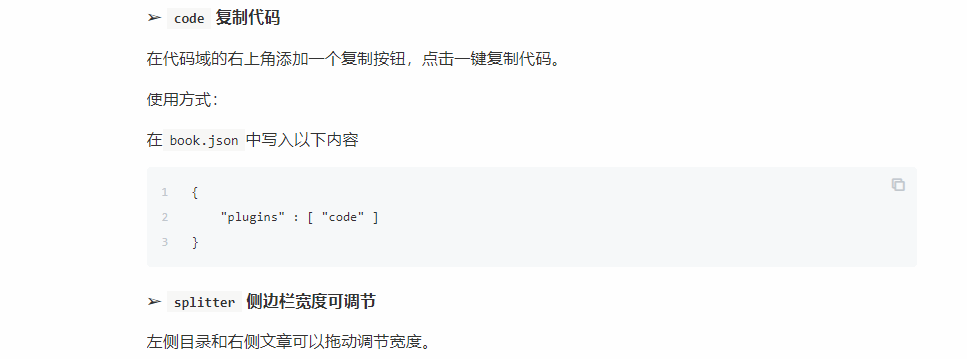 ➢ code 复制代码
在代码域的右上角添加一个复制按钮，点击一键复制代码。
使用方式：
在 book.json 中写入以下内容
1 {
2     "plugins" : [ "code" ]
3 }
➢ splitter 侧边栏宽度可调节
左侧目录和右侧文章可以拖动调节宽度。